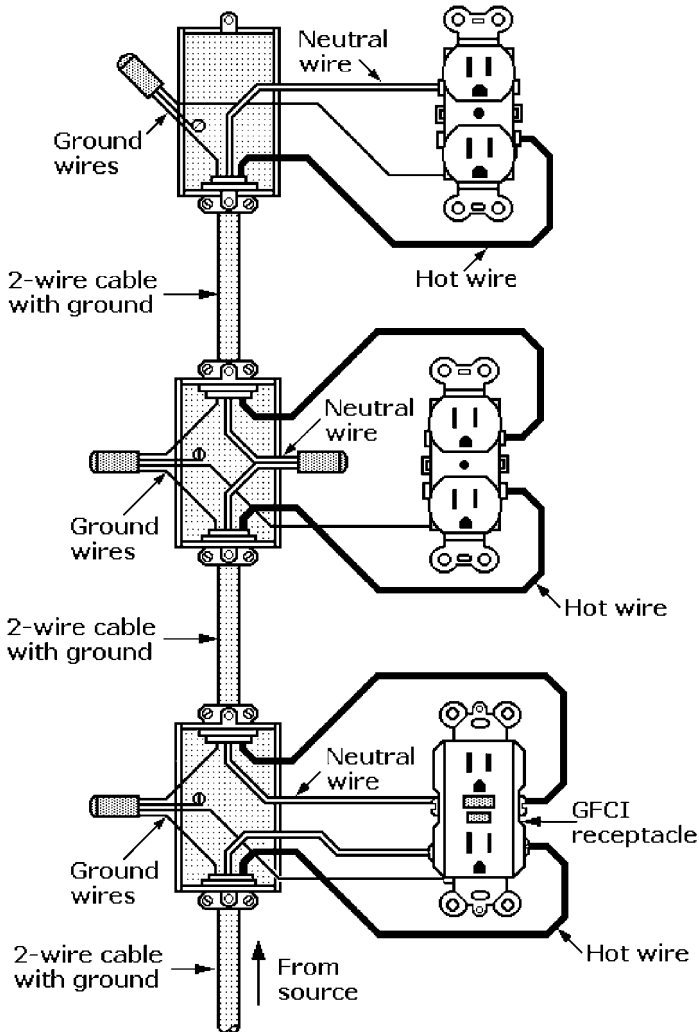 Neutral
wire
Ground
wires
Hot wire
2-wire cable
with ground
Neutral
wire
Ground
wires
Hot wire
2-wire cable
with ground
Neutral
wire
GFCI
receptacle
Ground
wires
Hot wire
2-wire cable
with ground
From
source